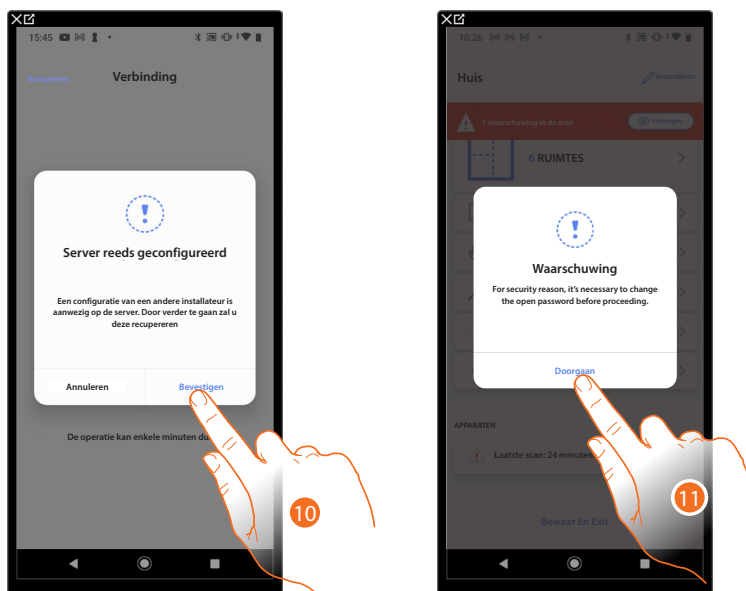 15:45
Annuleren
Verbinding
Server reeds geconfigureerd
Een configuratie van een andere installateur is
aanwezig op de server. Door verder te gaan zal u
deze recupereren
Annuleren
Bevestigen
De operatie kan enkele minuten du
10
10:26
Huis
Veranderen
1 waarschuwing in de scan
Verbergen
6 RUIMTES
Waarschuwing
For security reason, it's necessary to change
the open password before proceeding.
Doorgaan
APPARATEN
Laatste scan: 24 minuten
Bewaar En Exit
11